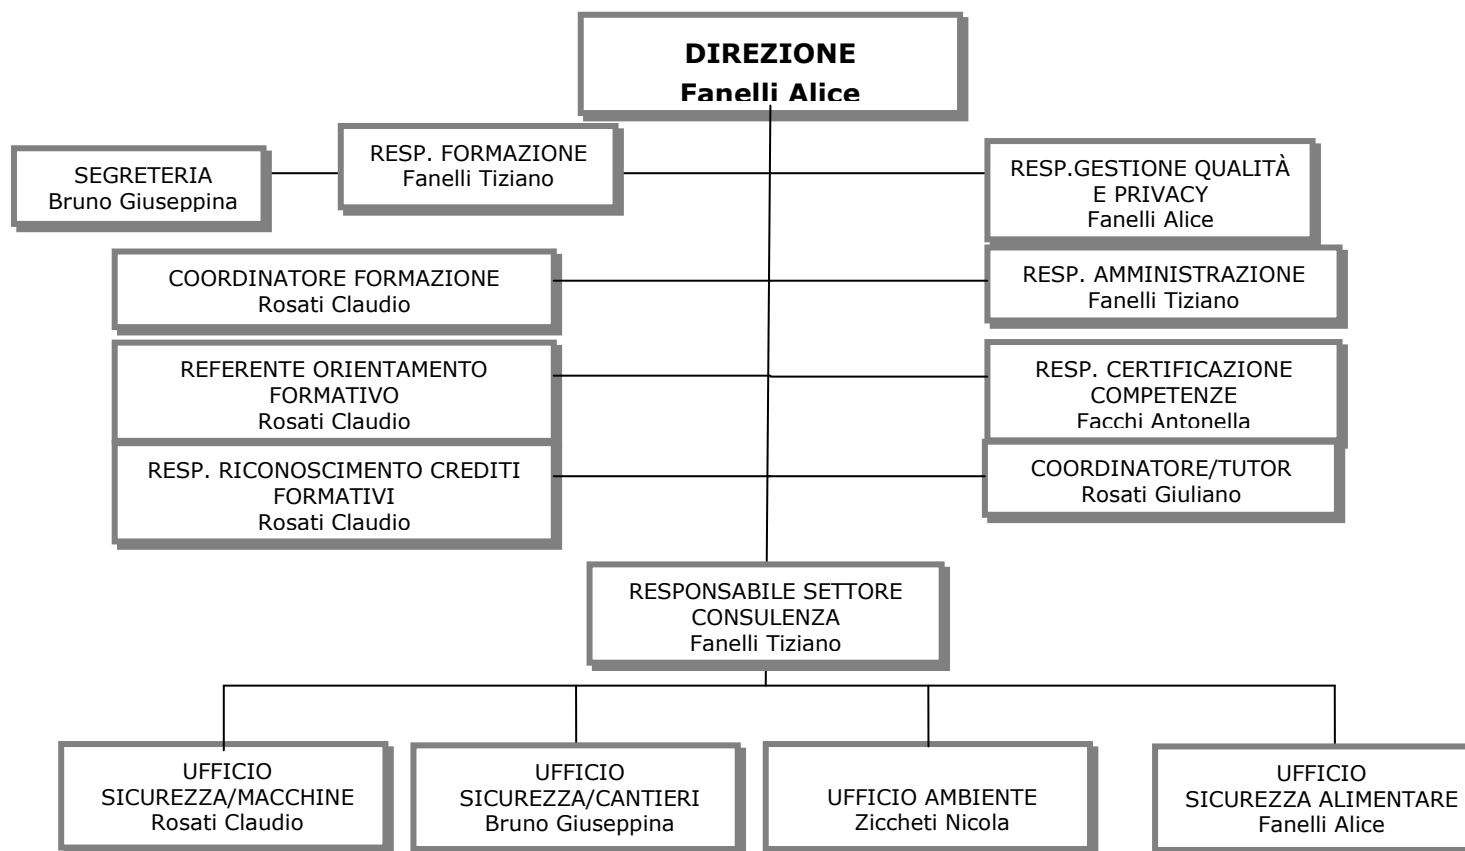 DIREZIONE
Fanelli Alice
RESP. FORMAZIONE
Fanelli Tiziano
SEGRETERIA
Bruno Giuseppina
RESP.GESTIONE QUALITÀ
E PRIVACY
Fanelli Alice
COORDINATORE FORMAZIONE
Rosati Claudio
RESP. AMMINISTRAZIONE
Fanelli Tiziano
REFERENTE ORIENTAMENTO
FORMATIVO
Rosati Claudio
RESP. CERTIFICAZIONE
COMPETENZE
Facchi Antonella
RESP. RICONOSCIMENTO CREDITI
FORMATIVI
Rosati Claudio
COORDINATORE/TUTOR
Rosati Giuliano
RESPONSABILE SETTORE
CONSULENZA
Fanelli Tiziano
UFFICIO
SICUREZZA/MACCHINE
Rosati Claudio
UFFICIO
SICUREZZA/CANTIERI
Bruno Giuseppina
UFFICIO AMBIENTE
Ziccheti Nicola
UFFICIO
SICUREZZA ALIMENTARE
Fanelli Alice